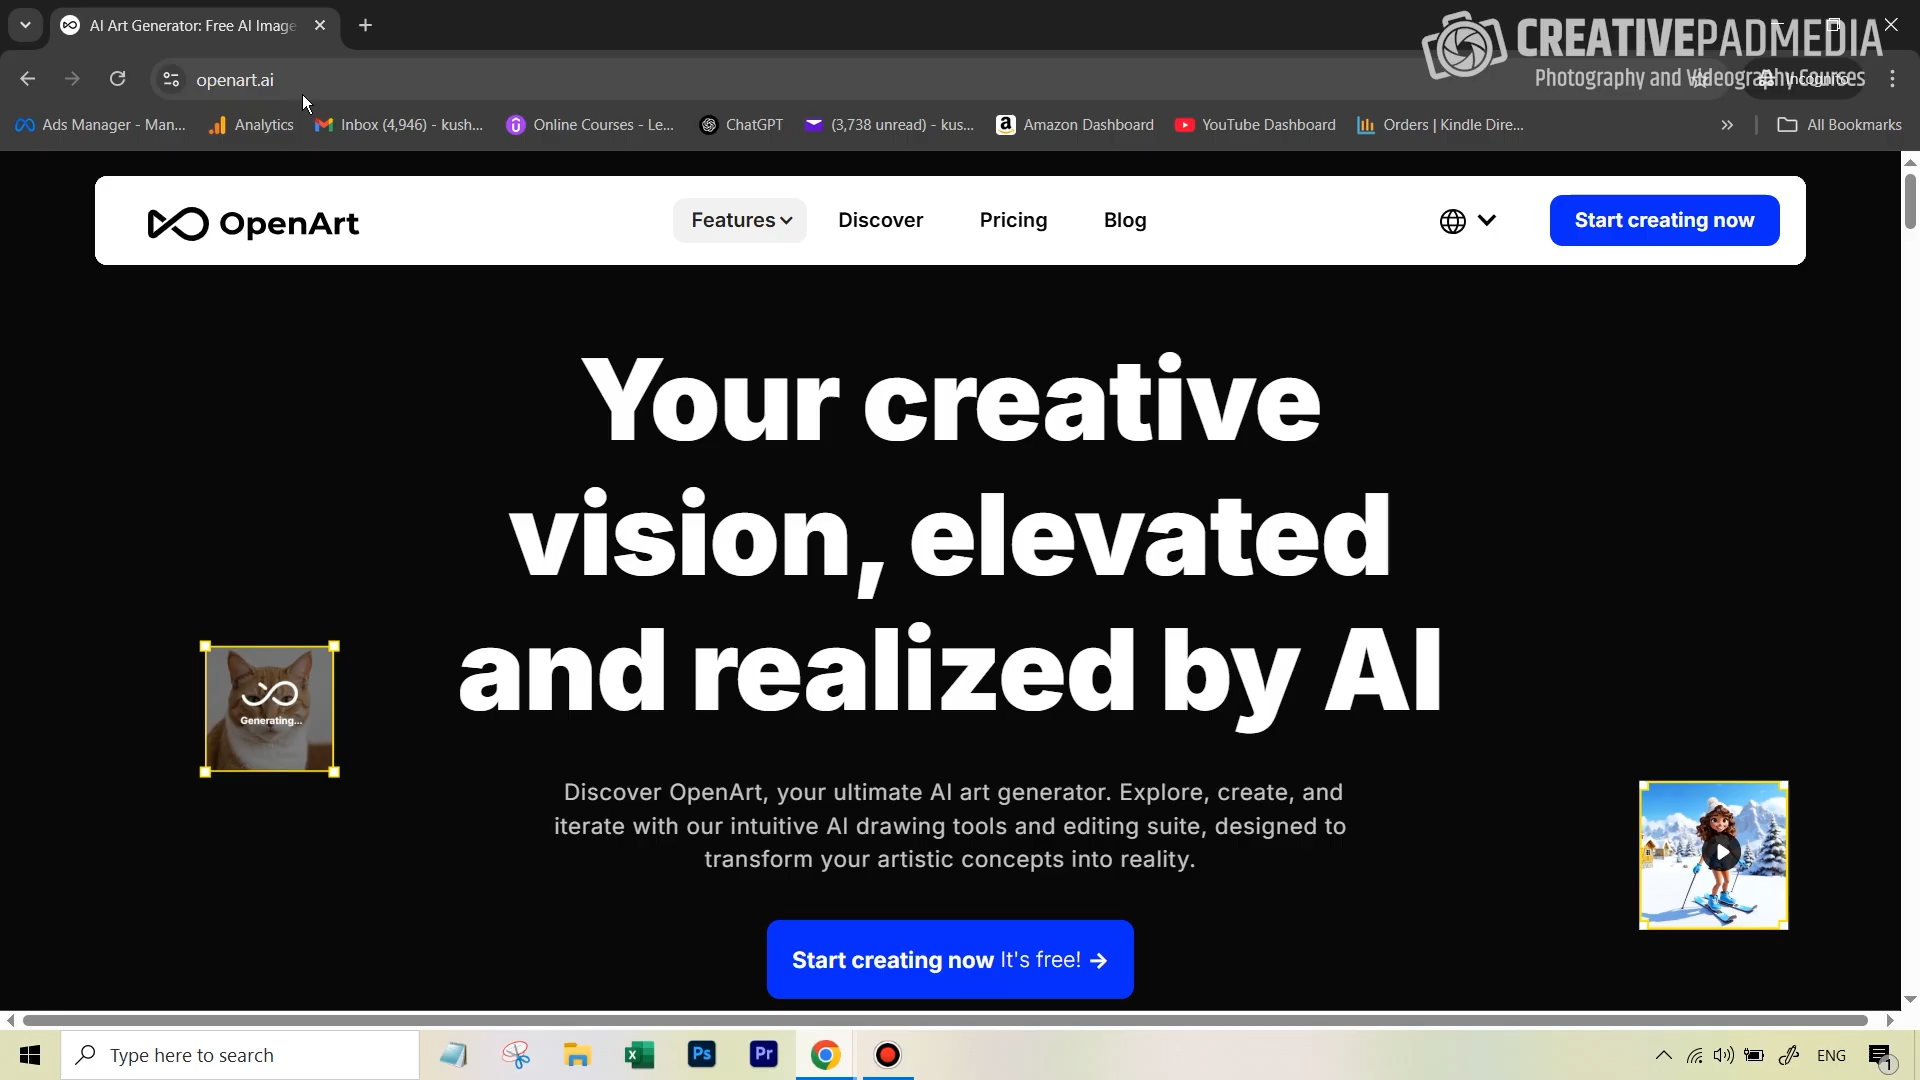 AI Art Generator: Free AI Image
CREATIVEPADMEDIA
Photography and Videography Courses
openart.ai
Incognito
Ads Manager - Man...
Analytics
Inbox (4,946) - kush...
Online Courses - Le...
ChatGPT
(3,738 unread) - kus...
Amazon Dashboard
YouTube Dashboard
Orders | Kindle Dire...
All Bookmarks
OpenArt
Features
Discover
Pricing
Blog
Start creating now
Your creative
vision, elevated
and realized by AI
Generating...
Discover OpenArt, your ultimate AI art generator. Explore, create, and
iterate with our intuitive AI drawing tools and editing suite, designed to
transform your artistic concepts into reality.
Start creating now It's free! →
Type here to search
Ps
Pr
ENG
1